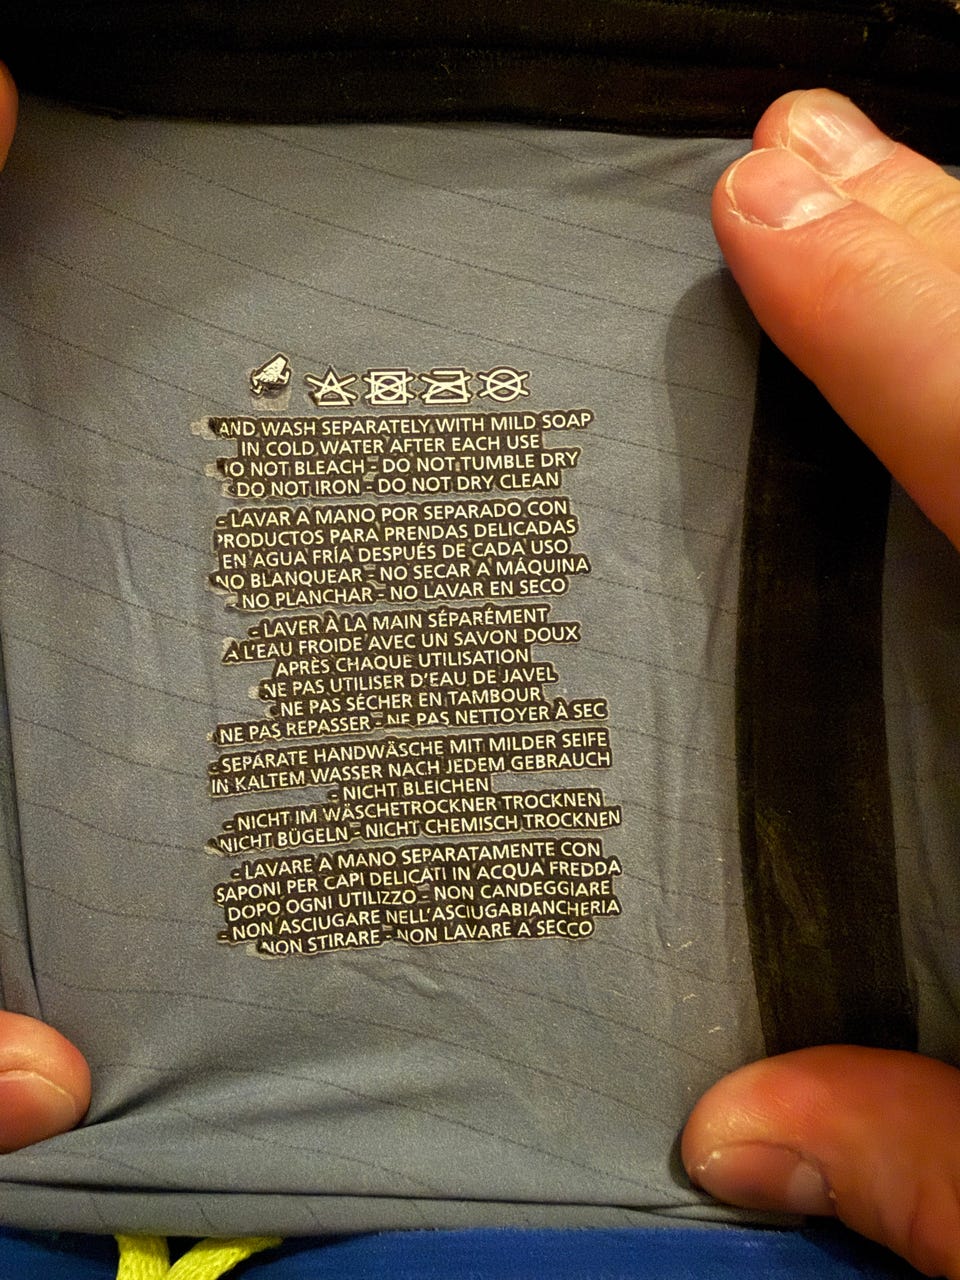 AND WASH SEPARATELY WITH MILD SOAP
IN COLD WATER AFTER EACH USE
O NOT BLEACH - DO NOT TUMBLE DRY
DO NOT IRON - DO NOT DRY CLEAN
- LAVAR A MANO POR SEPARADO CON
PRODUCTOS PARA PRENDAS DELICADAS
EN AGUA FRÍA DESPUÉS DE CADA USO
NO BLANQUEAR - NO SECAR A MÁQUINA
- NO PLANCHAR - NO LAVAR EN SECO
- LAVER À LA MAIN SÉPARÉMENT
À L'EAU FROIDE AVEC UN SAVON DOUX
APRÈS CHAQUE UTILISATION
NE PAS UTILISER D'EAU DE JAVEL
- NE PAS SÉCHER EN TAMBOUR
NE PAS REPASSER - NE PAS NETTOYER À SEC
- SEPARATE HANDWÄSCHE MIT MILDER SEIFE
IN KALTEM WASSER NACH JEDEM GEBRAUCH
- NICHT BLEICHEN
- NICHT IM WÄSCHETROCKNER TROCKNEN
NICHT BÜGELN - NICHT CHEMISCH TROCKNEN
- LAVARE A MANO SEPARATAMENTE CON
SAPONI PER CAPI DELICATI IN ACQUA FREDDA
DOPO OGNI UTILIZZO - NON CANDEGGIARE
- NON ASCIUGARE NELL'ASCIUGABIANCHERIA
NON STIRARE - NON LAVARE A SECCO